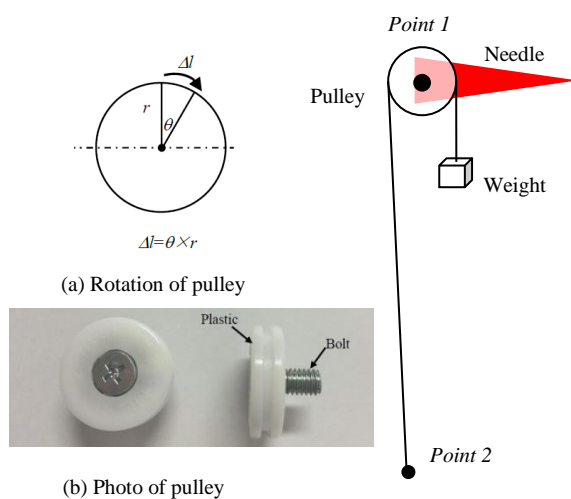 Δl
r
θ
Δl=θ×r
(a) Rotation of pulley
Plastic
Bolt
(b) Photo of pulley
Point 1
Needle
Pulley
Weight
Point 2